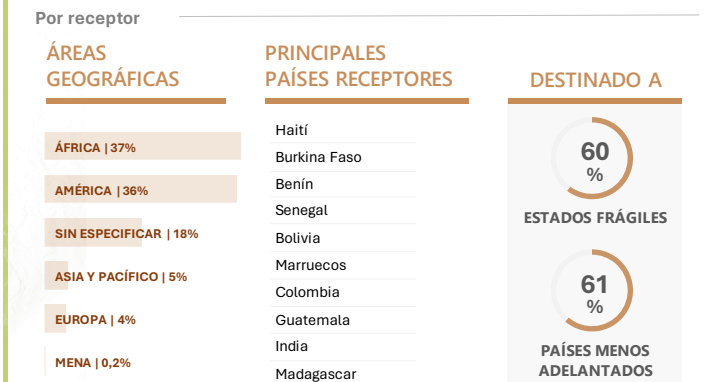 Por receptor
ÁREAS
GEOGRÁFICAS
ÁFRICA | 37%
AMÉRICA | 36%
SIN ESPECIFICAR | 18%
ASIA Y PACÍFICO | 5%
EUROPA | 4%
MENA | 0,2%
PRINCIPALES
PAÍSES RECEPTORES
Haití
Burkina Faso
Benín
Senegal
Bolivia
Marruecos
Colombia
Guatemala
India
Madagascar
DESTINADO A
60
%
ESTADOS FRÁGILES
61
%
PAÍSES MENOS
ADELANTADOS